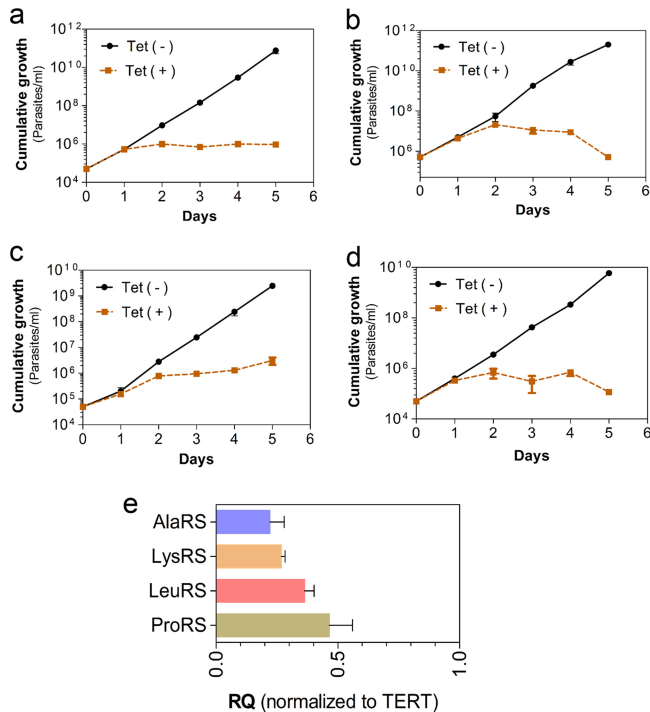 a
Cumulative growth
(Parasites/ml)
10^12
10^10
10^8
10^6
10^4
Tet ( - )
Tet ( + )
0 1 2 3 4 5 6
Days
b
Cumulative growth
(Parasites/ml)
10^12
10^10
10^8
10^6
Tet ( - )
Tet ( + )
0 1 2 3 4 5 6
Days
c
Cumulative growth
(Parasites/ml)
10^10
10^9
10^8
10^7
10^6
10^5
10^4
Tet ( - )
Tet ( + )
0 1 2 3 4 5 6
Days
d
Cumulative growth
(Parasites/ml)
10^10
10^8
10^6
10^4
Tet ( - )
Tet ( + )
0 1 2 3 4 5 6
Days
e
AlaRS
LysRS
LeuRS
ProRS
0.0 0.5 1.0
RQ (normalized to TERT)